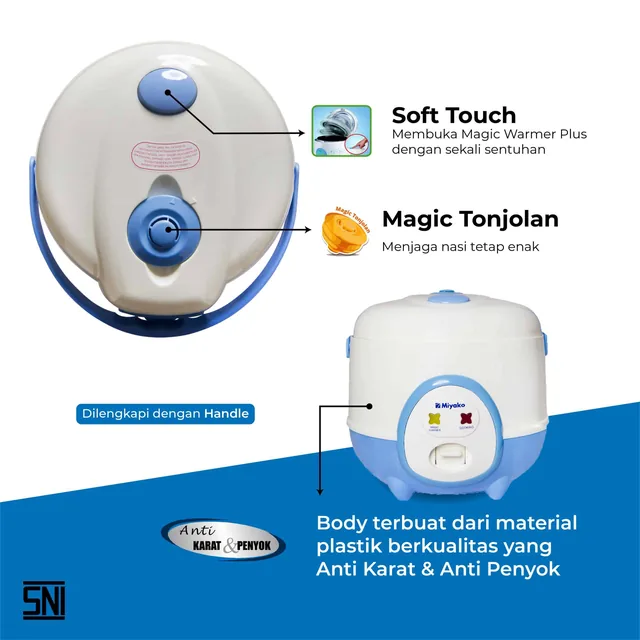 Soft Touch
Membuka Magic Warmer Plus
dengan sekali sentuhan
Magic Tonjolan
Magic Tonjolan
Menjaga nasi tetap enak
Dilengkapi dengan Handle
Miyako
Anti
KARAT & PENYOK
Body terbuat dari material
plastik berkualitas yang
Anti Karat & Anti Penyok
SNI